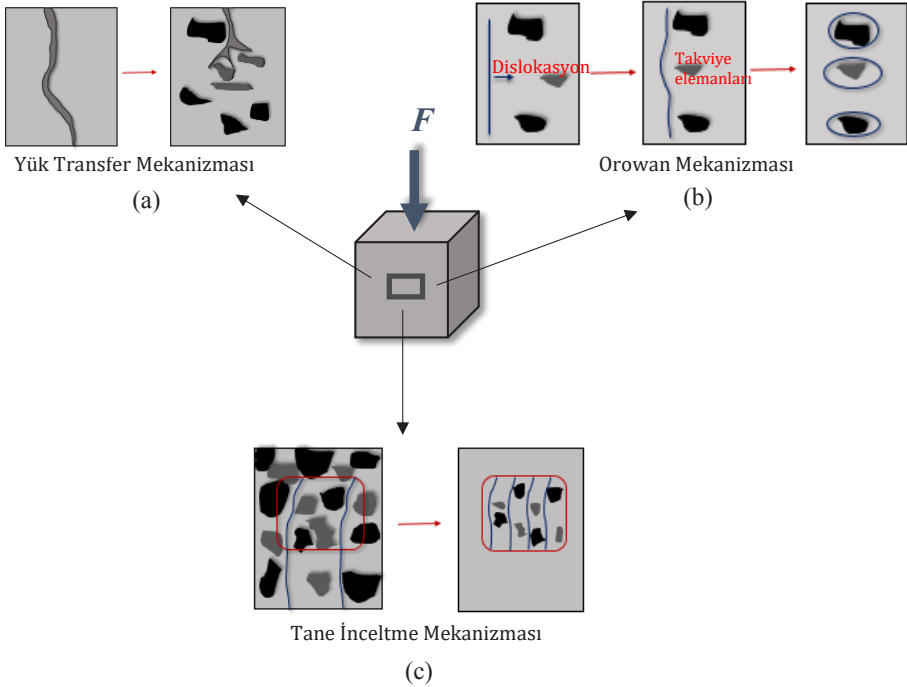 Dislokasyon
Takviye
elemanları
Yük Transfer Mekanizması
(a)
Orowan Mekanizması
(b)
F
Tane İnceltme Mekanizması
(c)